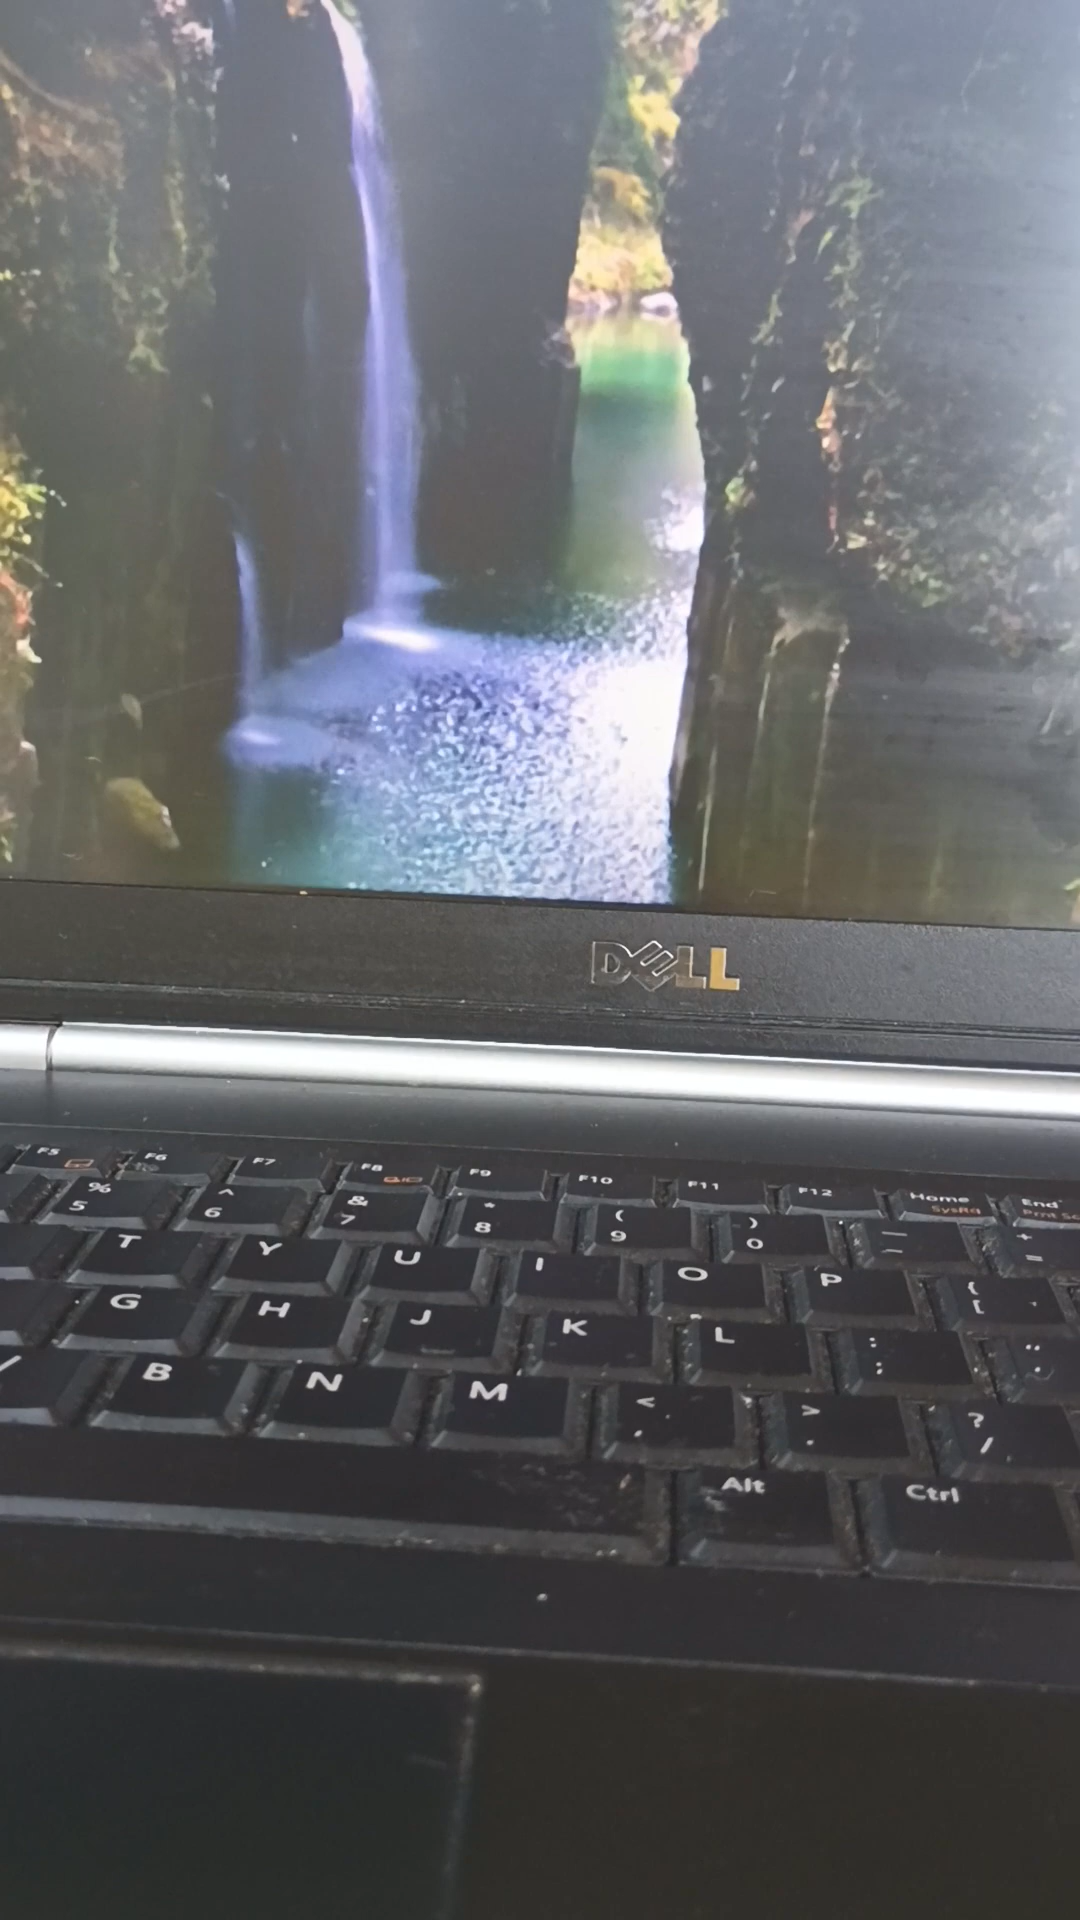 DELL
F5 F6 F7 F8 F9 F10 F11 F12 Home End
SysRq
% ^ & * ( ) — +
5 6 7 8 9 0 - =
T Y U I O P {
[
G H J K L :
;
B N M < > ?
, . /
Alt Ctrl